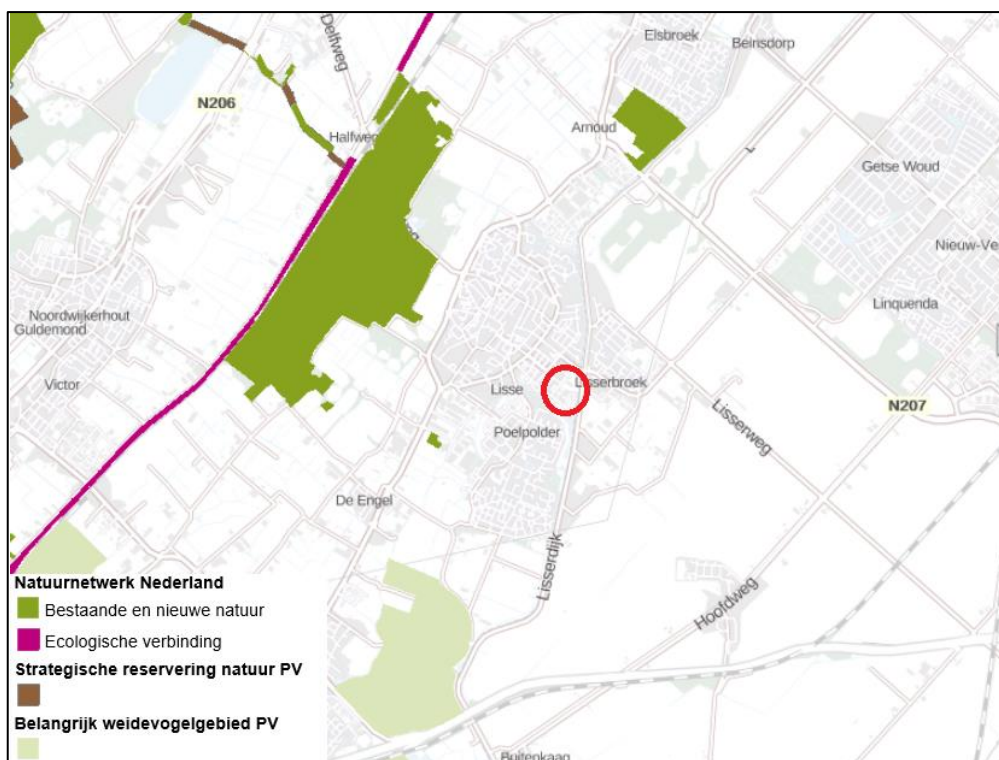 Elsbroek
Beinsdorp
Delfweg
N206
Halfweg
Arnoud
Getse Woud
Nieuw-Ve
Noordwijkerhout
Guldemond
Linquenda
Victor
Lisse
Lisserbroek
N207
Lisserweg
Poelpolder
De Engel
Lisserdijk
Hoofdweg
Natuurnetwerk Nederland
Bestaande en nieuwe natuur
Ecologische verbinding
Strategische reservering natuur PV
Belangrijk weidevogelgebied PV
Buitenkaag